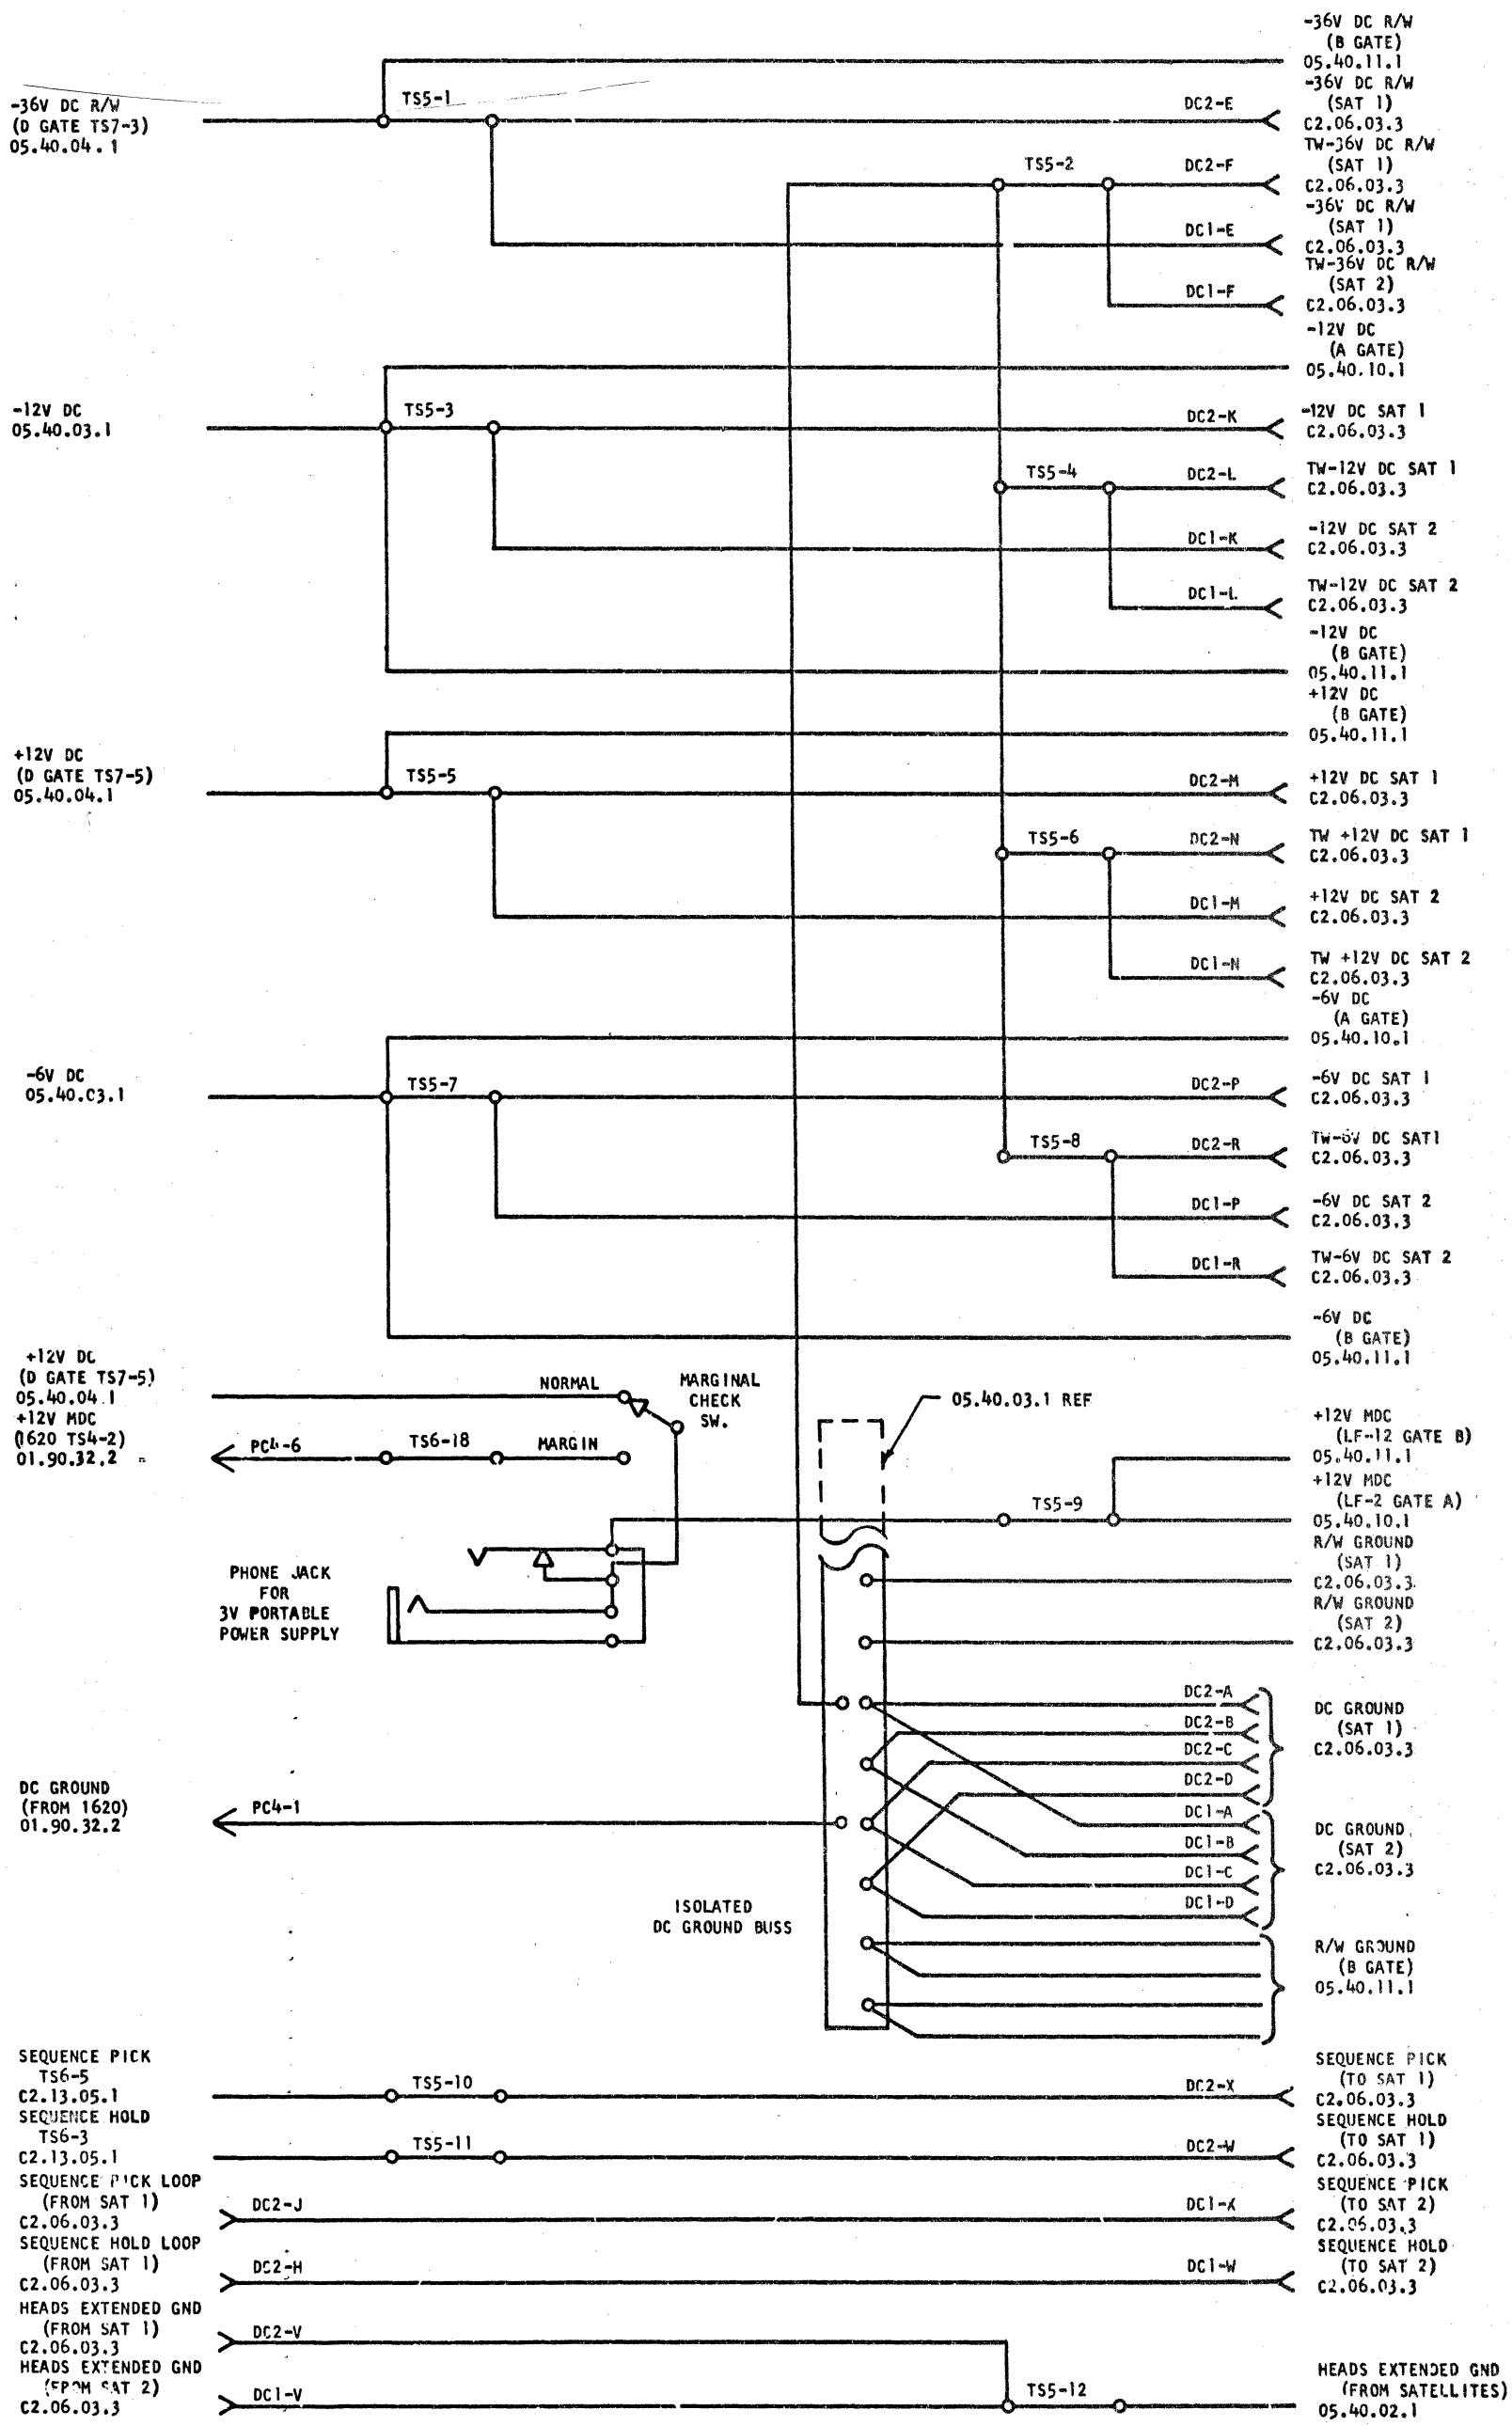 -36V DC R/W
(B GATE)
05.40.11.1
-36V DC R/W
(D GATE TS7-3)
05.40.04.1
TS5-1
DC2-E
-36V DC R/W
(SAT 1)
C2.06.03.3
TS5-2
DC2-F
TW-36V DC R/W
(SAT 1)
C2.06.03.3
DC1-E
-36V DC R/W
(SAT 1)
C2.06.03.3
DC1-F
TW-36V DC R/W
(SAT 2)
C2.06.03.3
-12V DC
(A GATE)
05.40.10.1
-12V DC
05.40.03.1
TS5-3
DC2-K
-12V DC SAT 1
C2.06.03.3
TS5-4
DC2-L
TW-12V DC SAT 1
C2.06.03.3
DC1-K
-12V DC SAT 2
C2.06.03.3
DC1-L
TW-12V DC SAT 2
C2.06.03.3
-12V DC
(B GATE)
05.40.11.1
+12V DC
(B GATE)
05.40.11.1
+12V DC
(D GATE TS7-5)
05.40.04.1
TS5-5
DC2-M
+12V DC SAT 1
C2.06.03.3
TS5-6
DC2-N
TW +12V DC SAT 1
C2.06.03.3
DC1-M
+12V DC SAT 2
C2.06.03.3
DC1-N
TW +12V DC SAT 2
C2.06.03.3
-6V DC
(A GATE)
05.40.10.1
-6V DC
05.40.C3.1
TS5-7
DC2-P
-6V DC SAT 1
C2.06.03.3
TS5-8
DC2-R
TW-6V DC SAT1
C2.06.03.3
DC1-P
-6V DC SAT 2
C2.06.03.3
DC1-R
TW-6V DC SAT 2
C2.06.03.3
-6V DC
(B GATE)
05.40.11.1
+12V DC
(D GATE TS7-5)
05.40.04.1
NORMAL
MARGINAL
CHECK
SW.
05.40.03.1 REF
+12V MDC
(1620 TS4-2)
01.90.32.2
PC4-6
TS6-18
MARGIN
+12V MDC
(LF-12 GATE B)
05.40.11.1
TS5-9
+12V MDC
(LF-2 GATE A)
05.40.10.1
PHONE JACK
FOR
3V PORTABLE
POWER SUPPLY
R/W GROUND
(SAT 1)
C2.06.03.3
R/W GROUND
(SAT 2)
C2.06.03.3
DC2-A
DC2-B
DC2-C
DC2-D
DC GROUND
(SAT 1)
C2.06.03.3
DC GROUND
(FROM 1620)
01.90.32.2
PC4-1
DC1-A
DC1-B
DC1-C
DC1-D
DC GROUND
(SAT 2)
C2.06.03.3
ISOLATED
DC GROUND BUSS
R/W GROUND
(B GATE)
05.40.11.1
SEQUENCE PICK
TS6-5
C2.13.05.1
TS5-10
DC2-X
SEQUENCE PICK
(TO SAT 1)
C2.06.03.3
SEQUENCE HOLD
TS6-3
C2.13.05.1
TS5-11
DC2-W
SEQUENCE HOLD
(TO SAT 1)
C2.06.03.3
SEQUENCE PICK LOOP
(FROM SAT 1)
C2.06.03.3
DC2-J
DC1-X
SEQUENCE PICK
(TO SAT 2)
C2.06.03.3
SEQUENCE HOLD LOOP
(FROM SAT 1)
C2.06.03.3
DC2-H
DC1-W
SEQUENCE HOLD
(TO SAT 2)
C2.06.03.3
HEADS EXTENDED GND
(FROM SAT 1)
C2.06.03.3
DC2-V
HEADS EXTENDED GND
(FROM SAT 2)
C2.06.03.3
DC1-V
TS5-12
HEADS EXTENDED GND
(FROM SATELLITES)
05.40.02.1